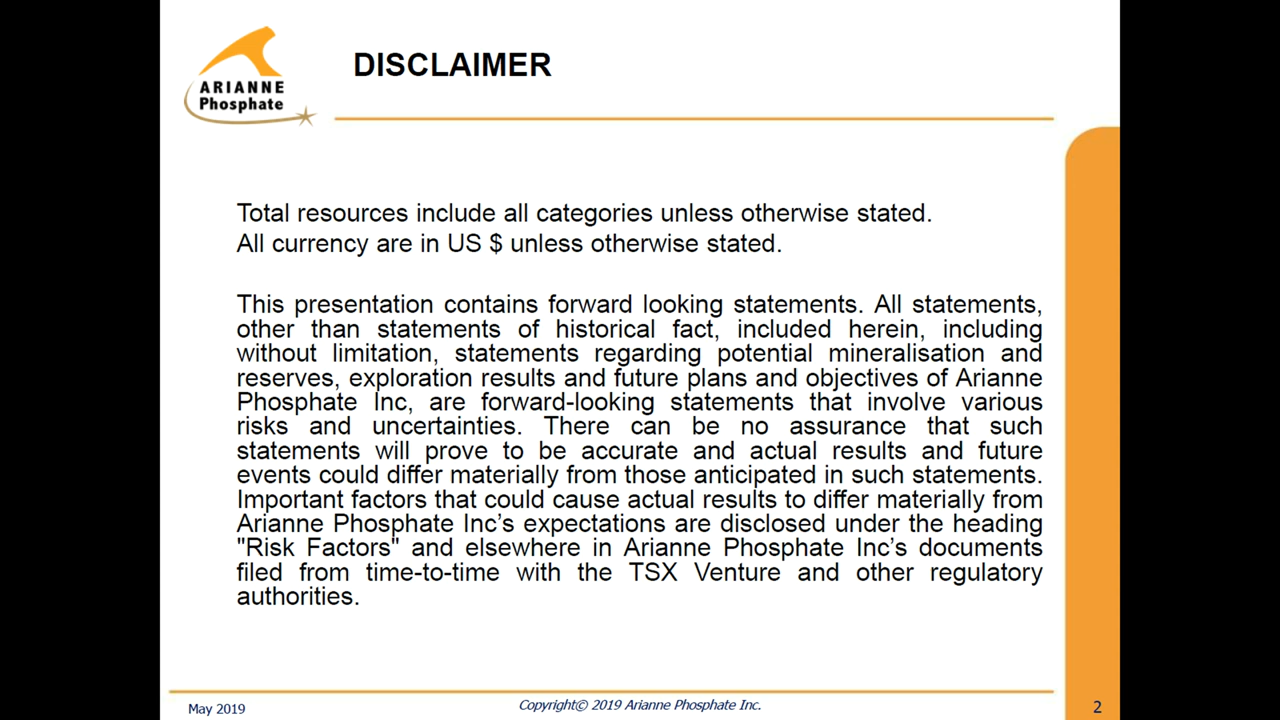 ARIANNE
Phosphate
DISCLAIMER
Total resources include all categories unless otherwise stated.
All currency are in US $ unless otherwise stated.
This presentation contains forward looking statements. All statements,
other than statements of historical fact, included herein, including
without limitation, statements regarding potential mineralisation and
reserves, exploration results and future plans and objectives of Arianne
Phosphate Inc, are forward-looking statements that involve various
risks and uncertainties. There can be no assurance that such
statements will prove to be accurate and actual results and future
events could differ materially from those anticipated in such statements.
Important factors that could cause actual results to differ materially from
Arianne Phosphate Inc’s expectations are disclosed under the heading
"Risk Factors" and elsewhere in Arianne Phosphate Inc’s documents
filed from time-to-time with the TSX Venture and other regulatory
authorities.
May 2019
Copyright© 2019 Arianne Phosphate Inc.
2